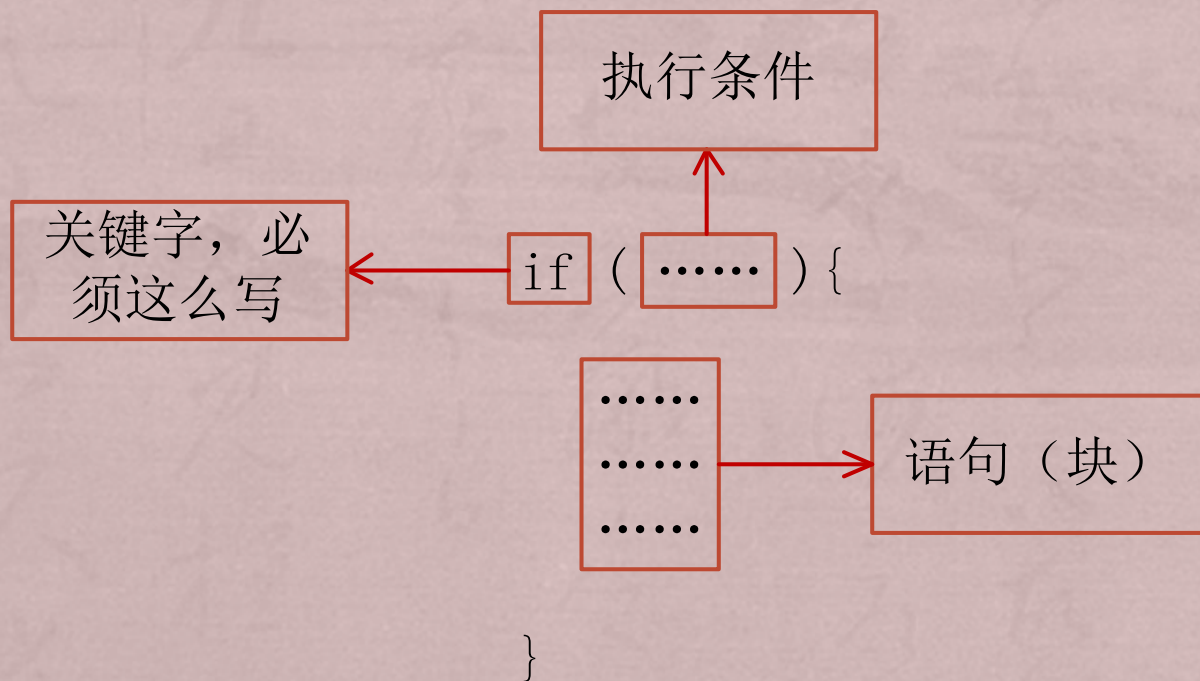 执行条件
关键字，必
须这么写
if（……）{
……
……
……
语句（块）
}